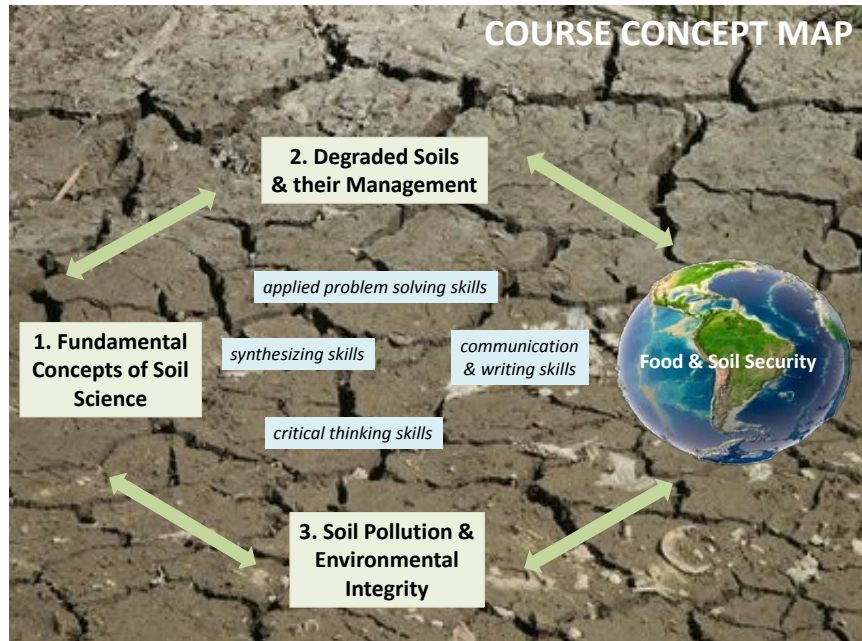 COURSE CONCEPT MAP
2. Degraded Soils
& their Management
applied problem solving skills
1. Fundamental
Concepts of Soil
Science
synthesizing skills
communication
& writing skills
Food & Soil Security
critical thinking skills
3. Soil Pollution &
Environmental
Integrity